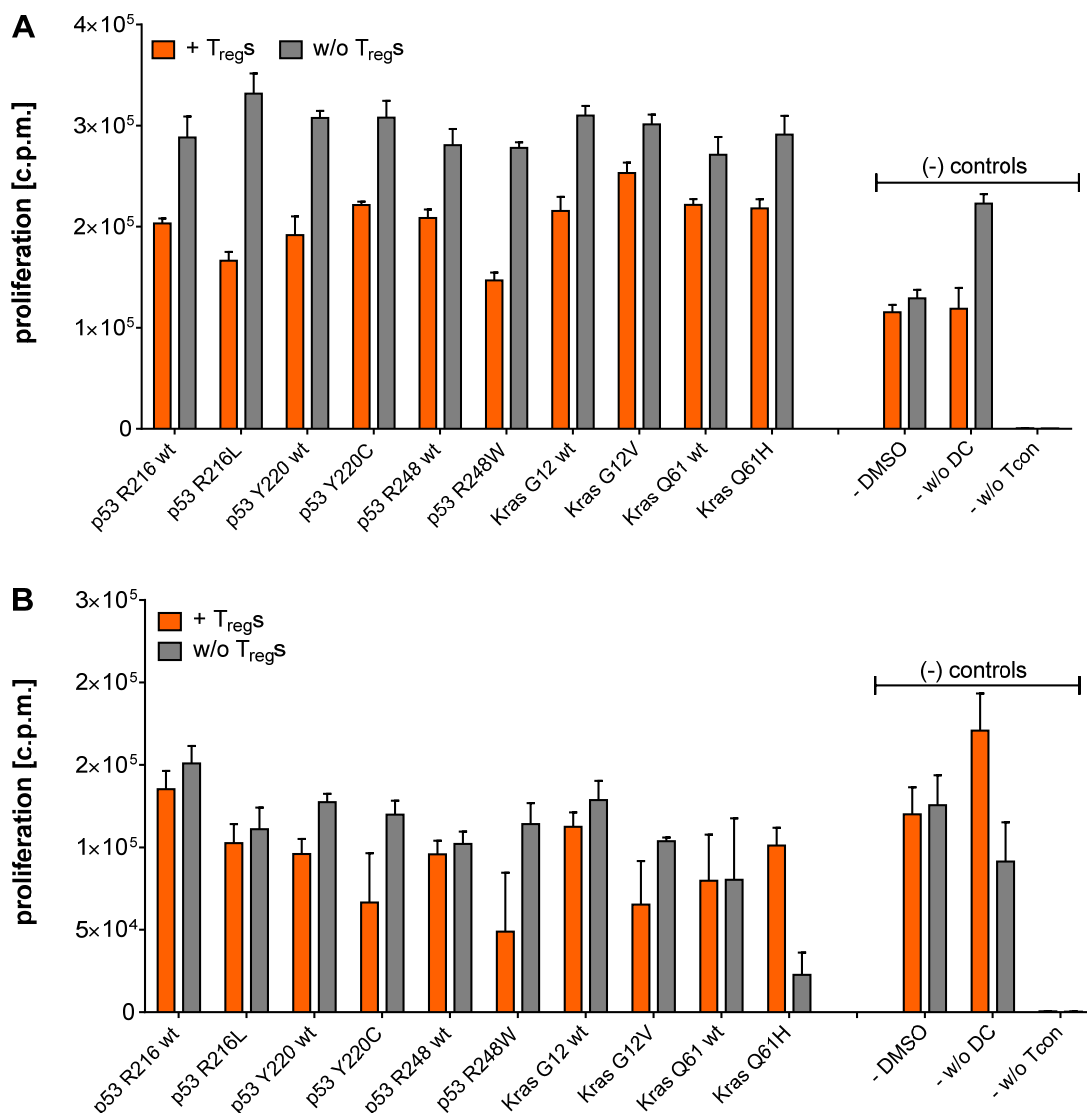 A
proliferation [c.p.m.]
4×10⁵
3×10⁵
2×10⁵
1×10⁵
0
+ Tregs
w/o Tregs
(-) controls
p53 R216 wt
p53 R216L
p53 Y220 wt
p53 Y220C
p53 R248 wt
p53 R248W
Kras G12 wt
Kras G12V
Kras Q61 wt
Kras Q61H
- DMSO
- w/o DC
- w/o Tcon
B
proliferation [c.p.m.]
3×10⁵
2×10⁵
2×10⁵
1×10⁵
5×10⁴
0
+ Tregs
w/o Tregs
(-) controls
p53 R216 wt
p53 R216L
p53 Y220 wt
p53 Y220C
p53 R248 wt
p53 R248W
Kras G12 wt
Kras G12V
Kras Q61 wt
Kras Q61H
- DMSO
- w/o DC
- w/o Tcon